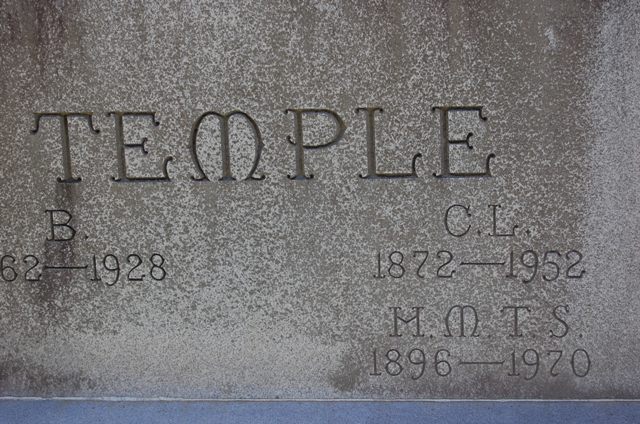 TEMPLE
B. C.L.
62—1928 1872—1952
H.M T.S.
1896—1970